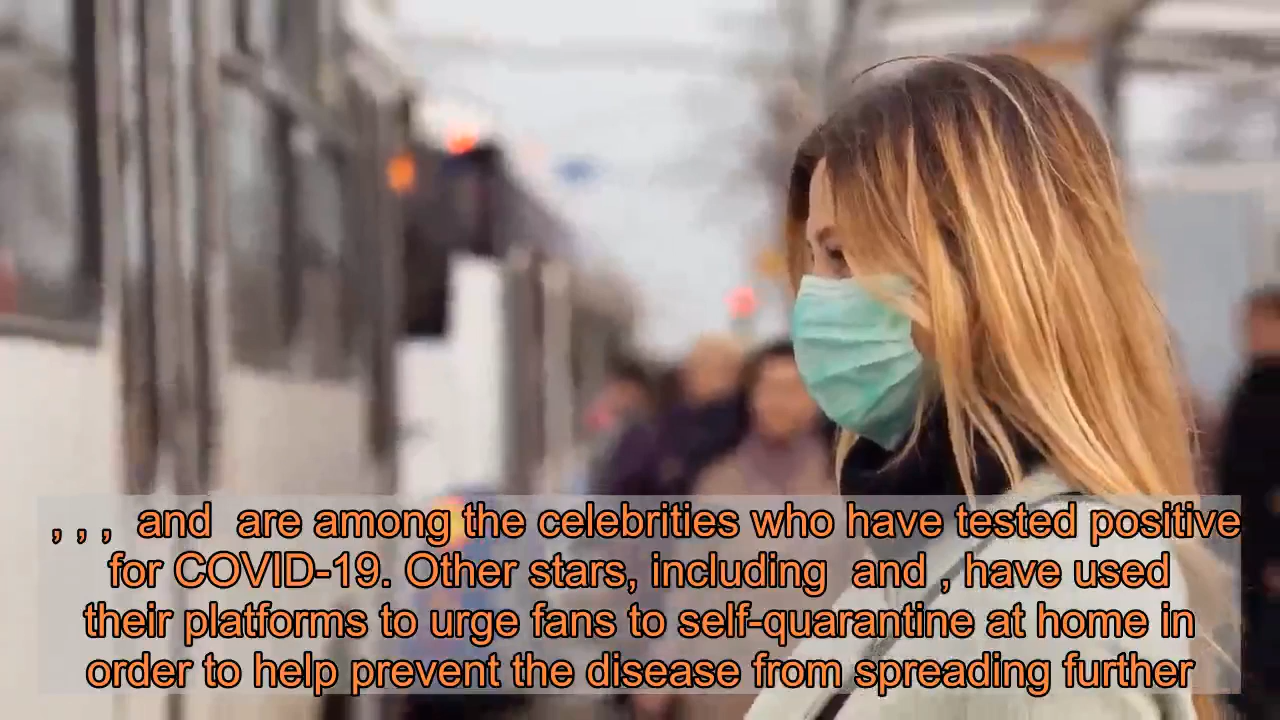 , , ,  and  are among the celebrities who have tested positive
for COVID-19. Other stars, including  and , have used
their platforms to urge fans to self-quarantine at home in
order to help prevent the disease from spreading further